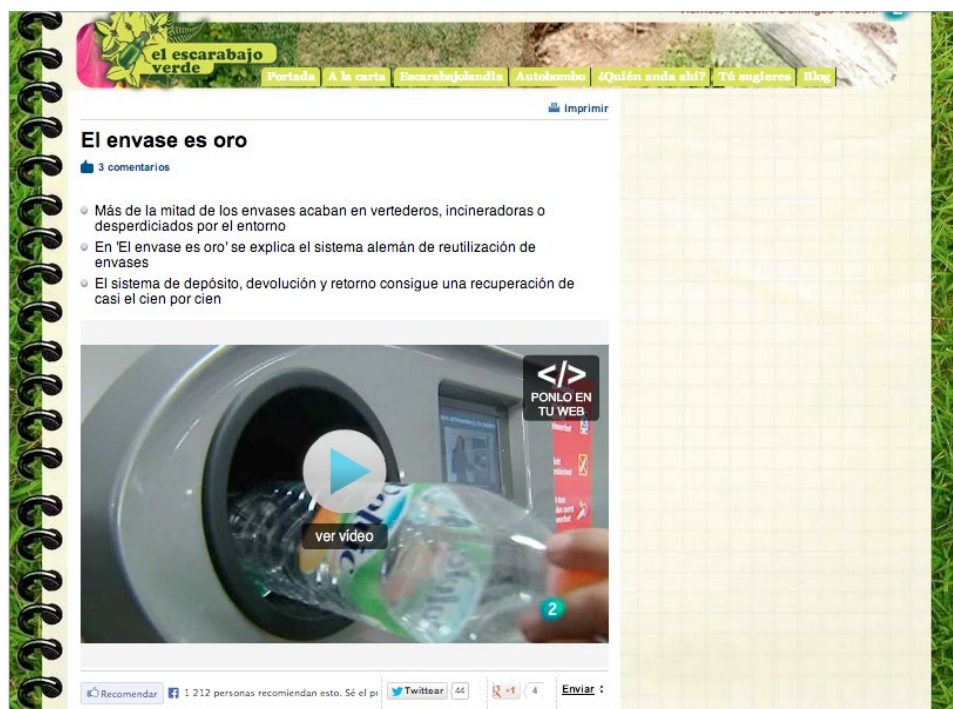 el escarabajo
verde
Portada A la carta Escarabajolandia Autobombo ¿Quién anda ahí? Tú sugieres Blog
Imprimir
El envase es oro
3 comentarios
Más de la mitad de los envases acaban en vertederos, incineradoras o
desperdiciados por el entorno
En 'El envase es oro' se explica el sistema alemán de reutilización de
envases
El sistema de depósito, devolución y retorno consigue una recuperación de
casi el cien por cien
</>
PONLO EN
TU WEB
ver vídeo
2
Recomendar 1 212 personas recomiendan esto. Sé el pr Twittear 44 +1 4 Enviar :